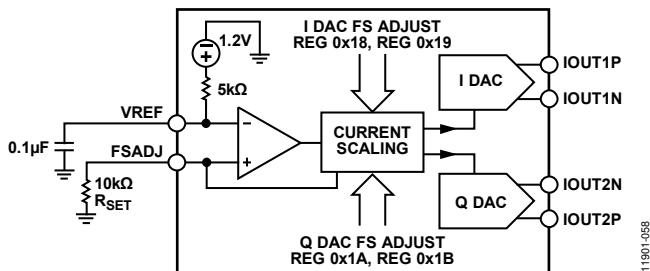 I DAC FS ADJUST
REG 0x18, REG 0x19
1.2V
5kΩ
VREF
0.1µF
FSADJ
10kΩ
RSET
−
+
CURRENT
SCALING
I DAC
IOUT1P
IOUT1N
Q DAC
IOUT2N
IOUT2P
Q DAC FS ADJUST
REG 0x1A, REG 0x1B
11901-058